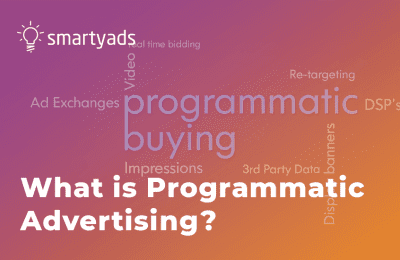 smartyads
real time bidding
Video
Re-targeting
Ad Exchanges
programmatic
DSP's
buying
Impressions
3rd Party Data
Display banners
What is Programmatic
Advertising?